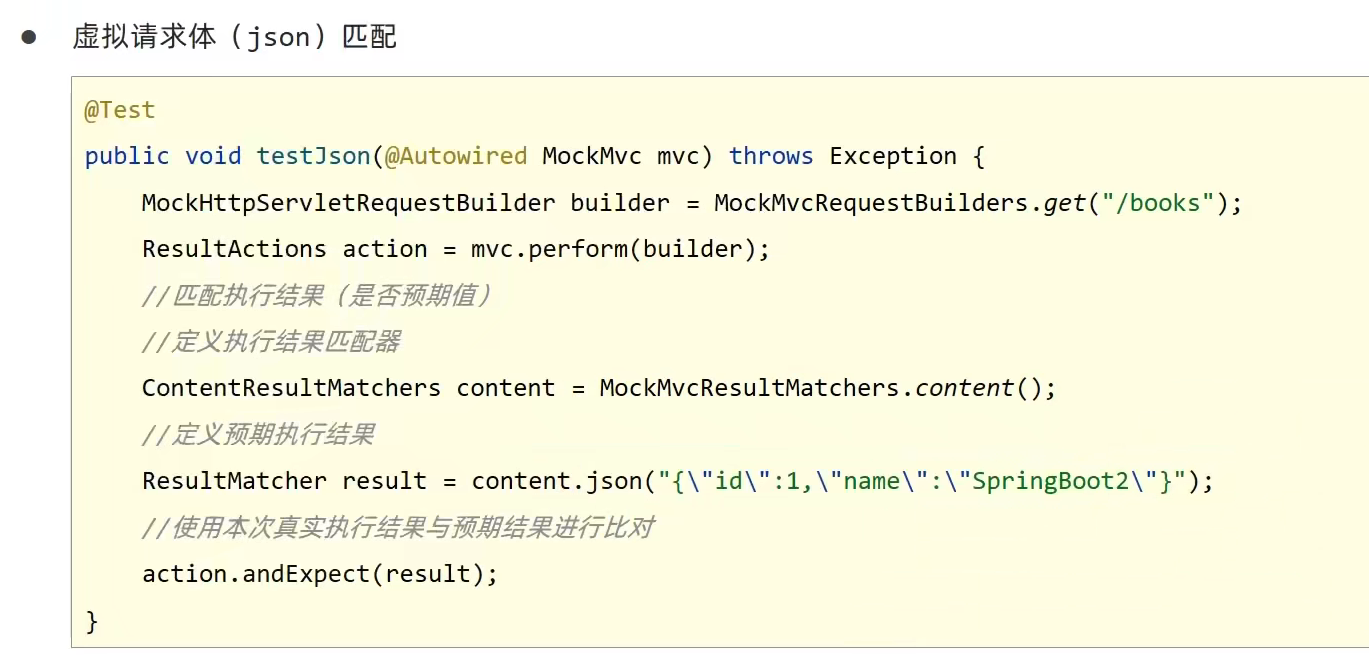 ● 虚拟请求体（json）匹配
@Test
public void testJson(@Autowired MockMvc mvc) throws Exception {
    MockHttpServletRequestBuilder builder = MockMvcRequestBuilders.get("/books");
    ResultActions action = mvc.perform(builder);
    //匹配执行结果（是否预期值）
    //定义执行结果匹配器
    ContentResultMatchers content = MockMvcResultMatchers.content();
    //定义预期执行结果
    ResultMatcher result = content.json("{\"id\":1,\"name\":\"SpringBoot2\"}");
    //使用本次真实执行结果与预期结果进行比对
    action.andExpect(result);
}